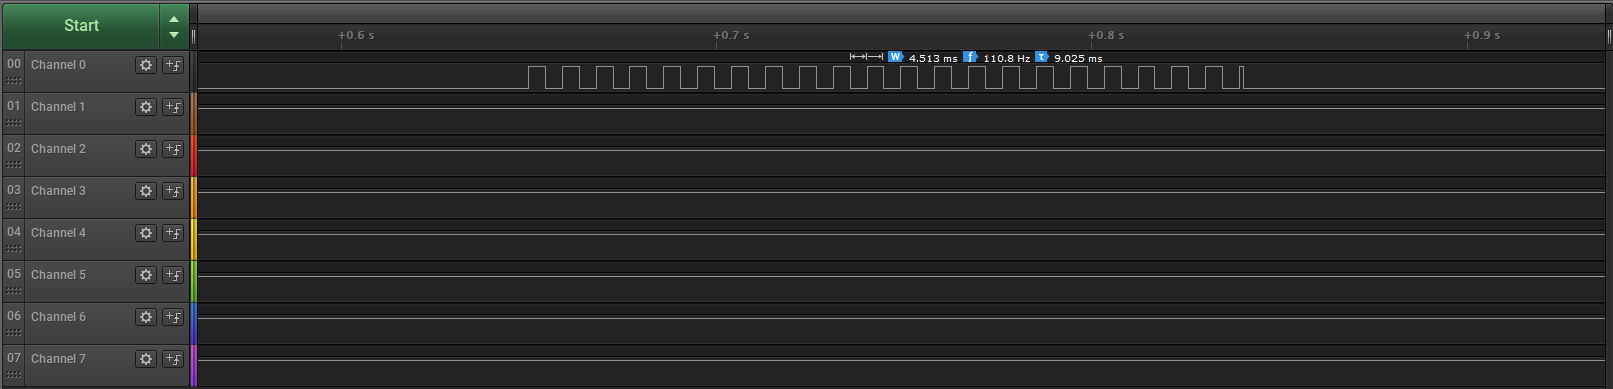 Start
+0.6 s +0.7 s +0.8 s +0.9 s
00 Channel 0 W 4.513 ms f 110.8 Hz T 9.025 ms
01 Channel 1
02 Channel 2
03 Channel 3
04 Channel 4
05 Channel 5
06 Channel 6
07 Channel 7